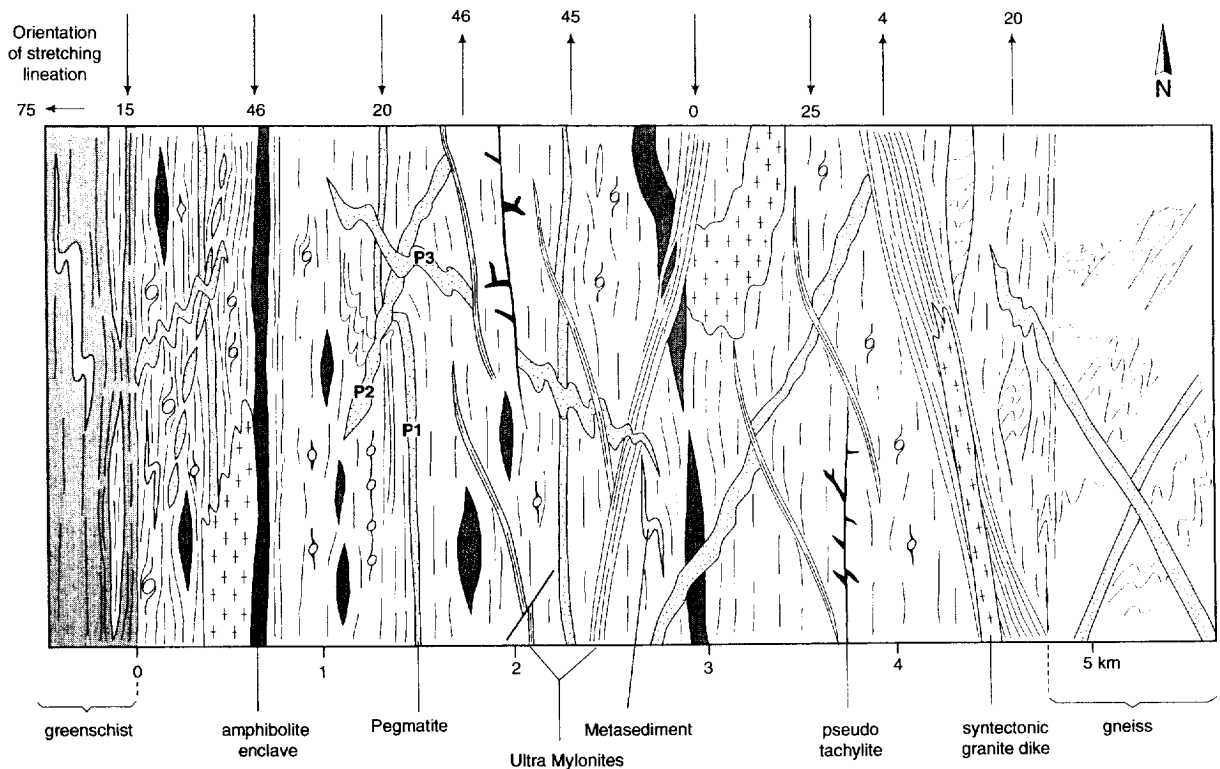 Orientation
of stretching
lineation
46
45
4
20
75
15
46
20
0
25
N
P3
P2
P1
0
1
2
3
4
5 km
greenschist
amphibolite
enclave
Pegmatite
Ultra Mylonites
Metasediment
pseudo
tachylite
syntectonic
granite dike
gneiss